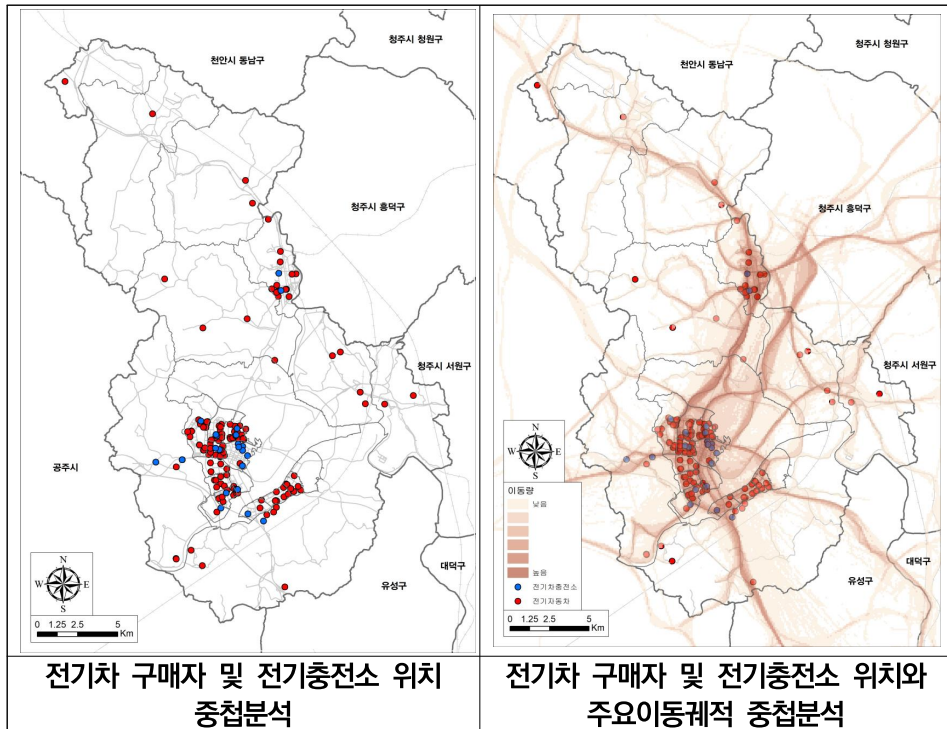 천안시 동남구
청주시 청원구
청주시 흥덕구
청주시 서원구
공주시
대덕구
유성구
N
W E
S
0 1.25 2.5 5
Km
전기차 구매자 및 전기충전소 위치
중첩분석
천안시 동남구
청주시 청원구
청주시 흥덕구
청주시 서원구
대덕구
유성구
N
W E
S
이동량
낮음
높음
전기차충전소
전기자동차
0 1.25 2.5 5
Km
전기차 구매자 및 전기충전소 위치와
주요이동궤적 중첩분석